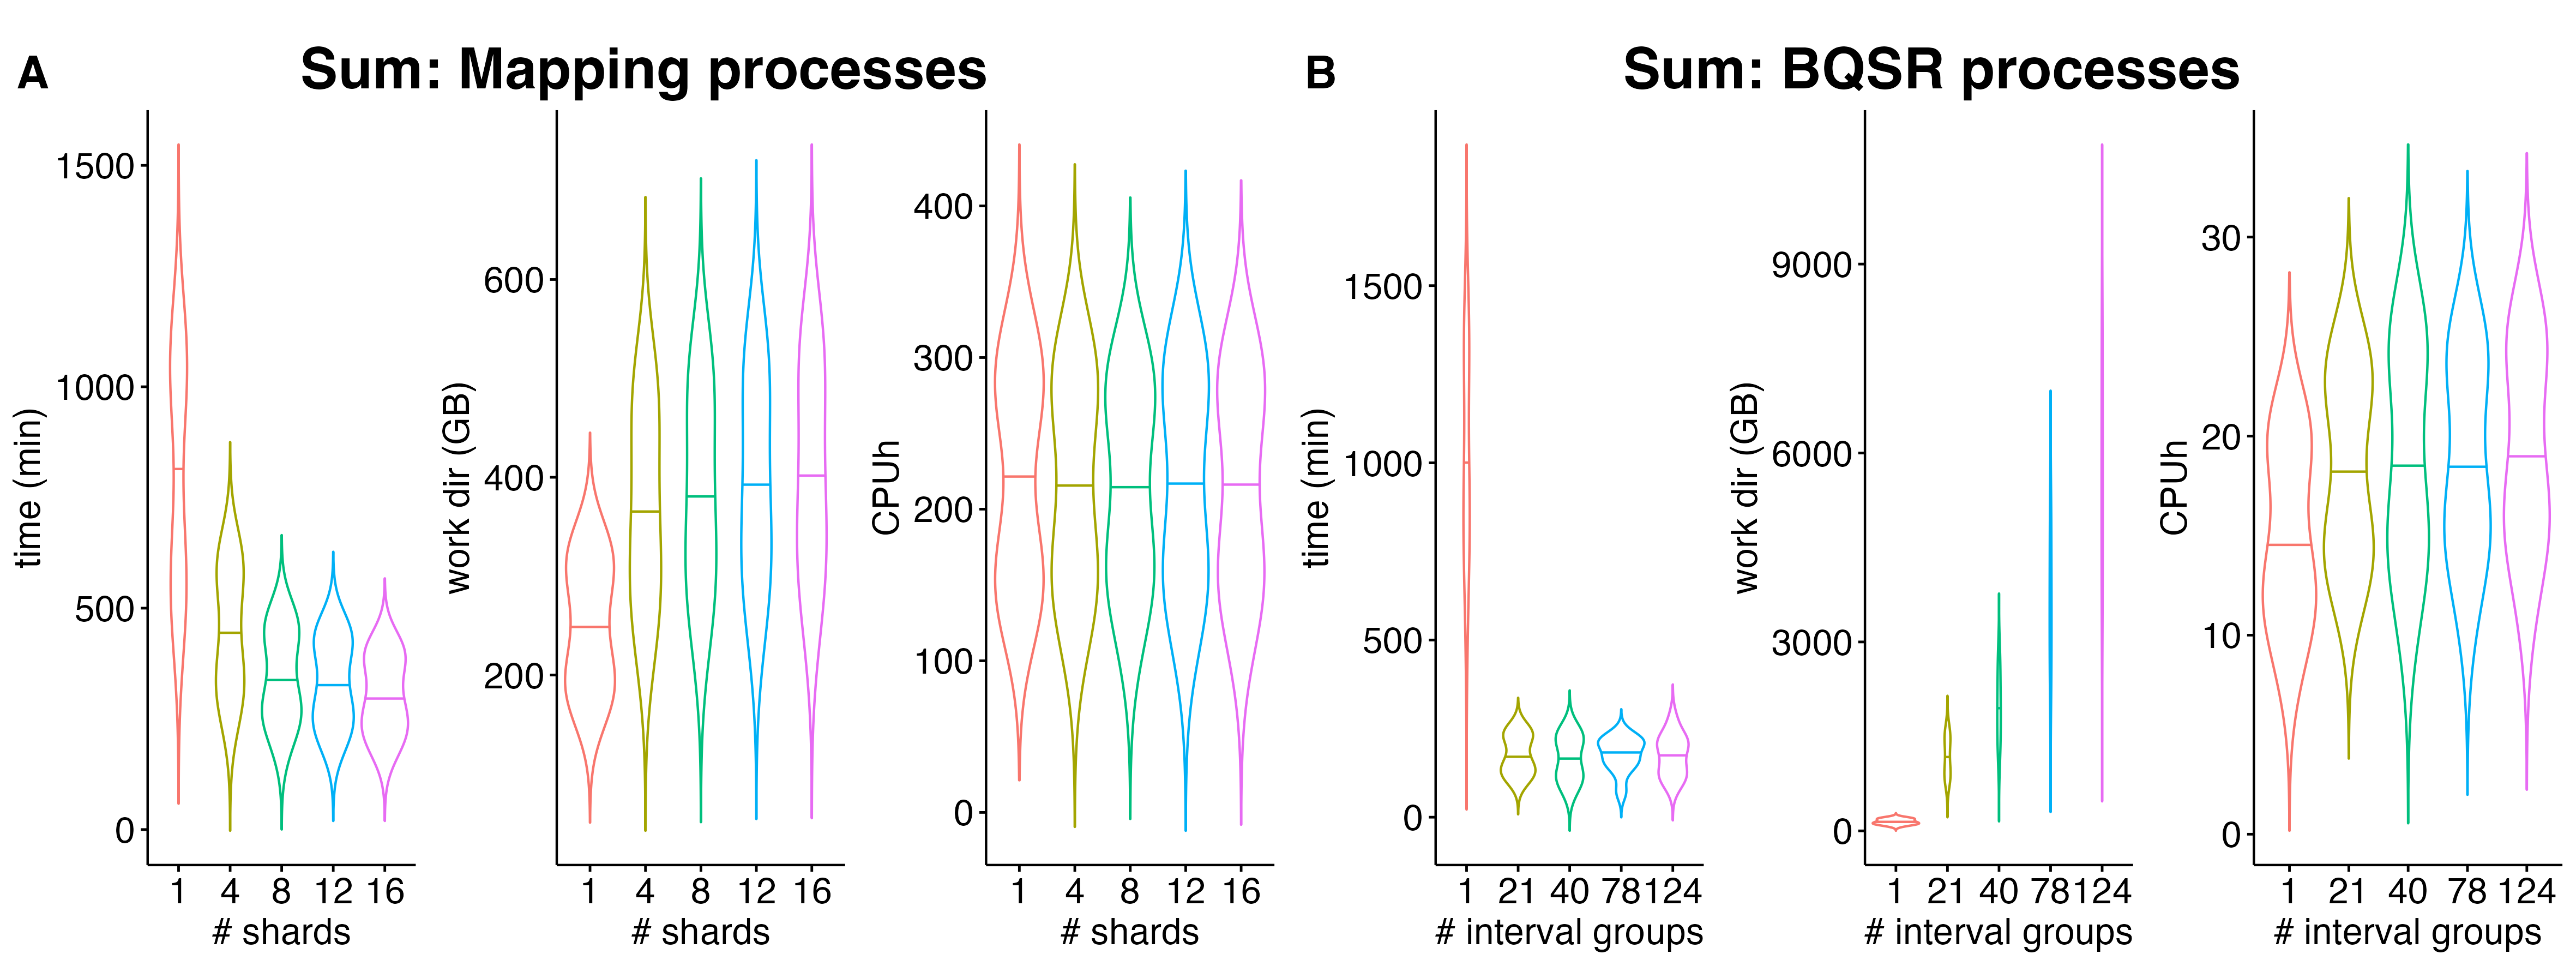 A
Sum: Mapping processes
time (min)
1500
1000
500
0
1 4 8 12 16
# shards
work dir (GB)
600
400
200
1 4 8 12 16
# shards
CPUh
400
300
200
100
0
1 4 8 12 16
# shards
B
Sum: BQSR processes
time (min)
1500
1000
500
0
1 21 40 78 124
# interval groups
work dir (GB)
9000
6000
3000
0
1 21 40 78 124
# interval groups
CPUh
30
20
10
0
1 21 40 78 124
# interval groups